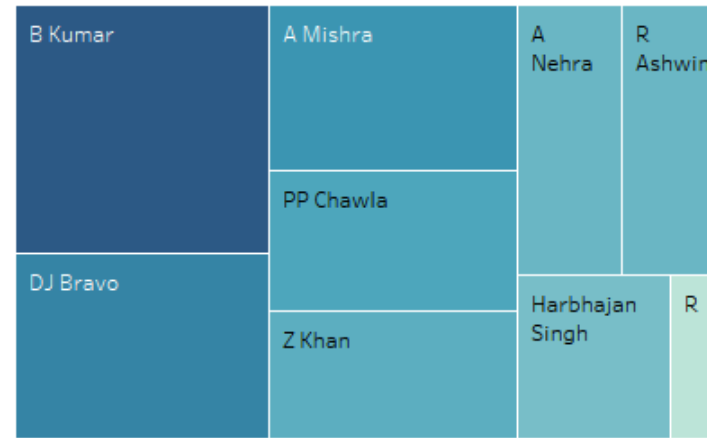 B Kumar
DJ Bravo
A Mishra
PP Chawla
Z Khan
A
Nehra
R
Ashwin
Harbhajan
Singh
R